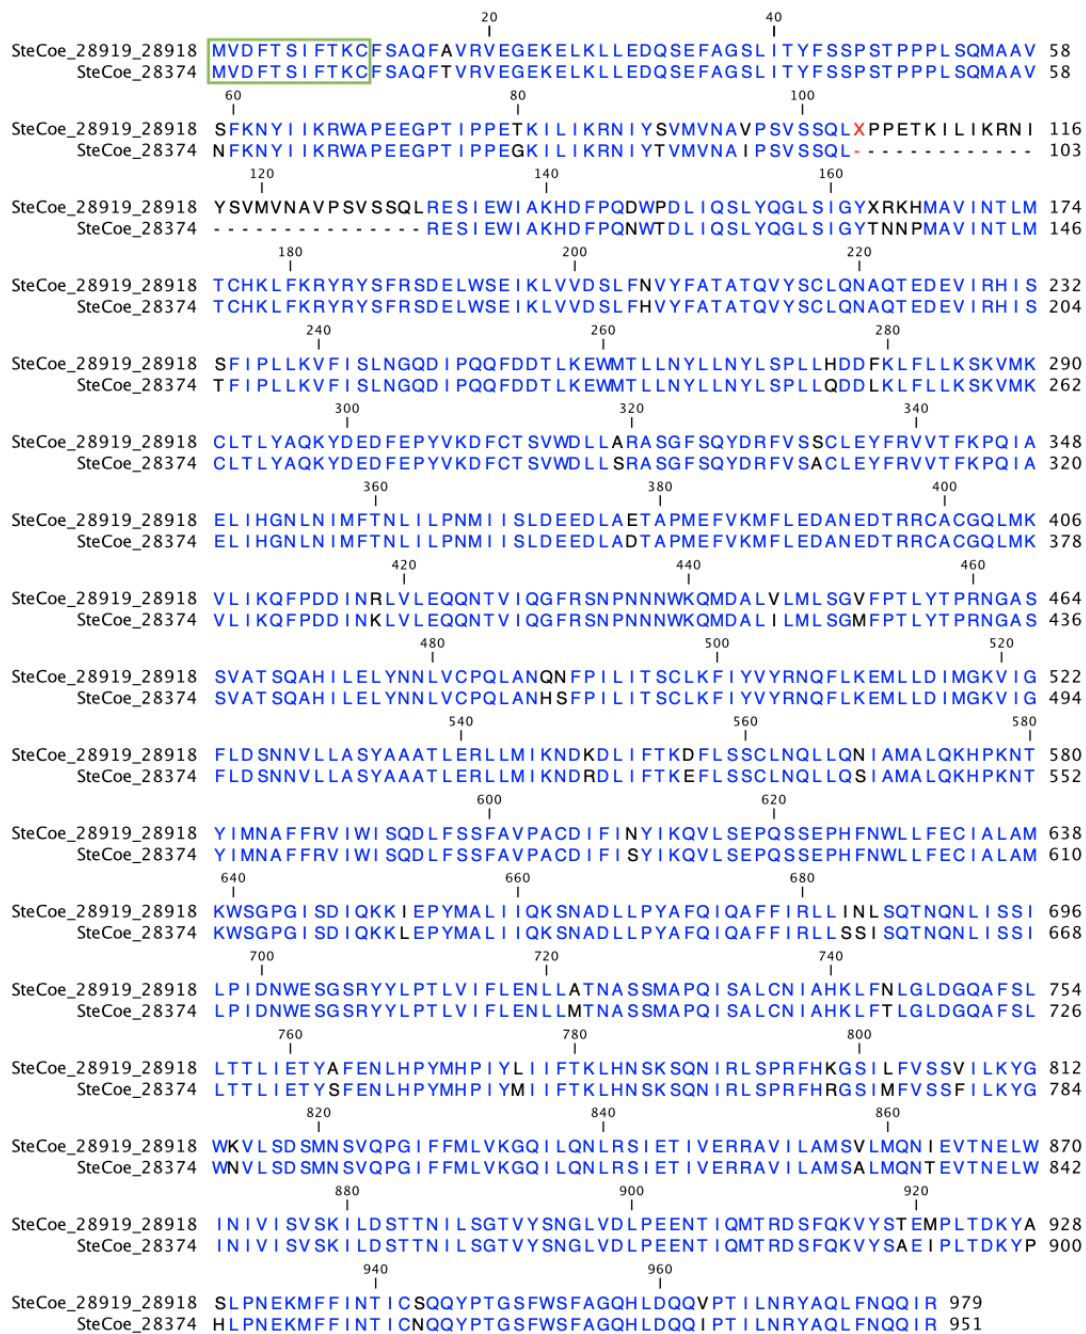 20 40
SteCoe_28919_28918 MVDFTSIFTKCFSAQFAVRVEGEKELKLLEDQSEFAGSLITYFSSPSTPPPLSQMAAV 58
SteCoe_28374 MVDFTSIFTKCFSAQFTVRVEGEKELKLLEDQSEFAGSLITYFSSPSTPPPLSQMAAV 58
60 80 100
SteCoe_28919_28918 SFKNYIIKRWAPEEGPTIPPETKILIKRNIYSVMVNAVPSVSSQLXPPETKILIKRNI 116
SteCoe_28374 NFKNYIIKRWAPEEGPTIPPEGKILIKRNIYTVMVNAIPSVSSQL------------- 103
120 140 160
SteCoe_28919_28918 YSVMVNAVPSVSSQLRESIEWIAKHDFPQDWPDLIQSLYQGLSIGYXRKHMAVINTLM 174
SteCoe_28374 ---------------RESIEWIAKHDFPQNWTDLIQSLYQGLSIGYTNNPMAVINTLM 146
180 200 220
SteCoe_28919_28918 TCHKLFKRYRYSFRSDELWSEIKLVVDSLFNVYFATATQVYSCLQNAQTEDEVIRHIS 232
SteCoe_28374 TCHKLFKRYRYSFRSDELWSEIKLVVDSLFHVYFATATQVYSCLQNAQTEDEVIRHIS 204
240 260 280
SteCoe_28919_28918 SFIPLLKVFISLNGQDIPQQFDDTLKEWMTLLNYLLNYLSPLLHDDFKLFLLKSKVMK 290
SteCoe_28374 TFIPLLKVFISLNGQDIPQQFDDTLKEWMTLLNYLLNYLSPLLQDDLKLFLLKSKVMK 262
300 320 340
SteCoe_28919_28918 CLTLYAQKYDEDFEPYVKDFCTSVWDLLARASGFSQYDRFVSSCLEYFRVVTFKPQIA 348
SteCoe_28374 CLTLYAQKYDEDFEPYVKDFCTSVWDLLSRASGFSQYDRFVSACLEYFRVVTFKPQIA 320
360 380 400
SteCoe_28919_28918 ELIHGNLNIMFTNLILPNMIISLDEEDLAETAPMEFVKMFLEDANEDTRRCACGQLMK 406
SteCoe_28374 ELIHGNLNIMFTNLILPNMIISLDEEDLADTAPMEFVKMFLEDANEDTRRCACGQLMK 378
420 440 460
SteCoe_28919_28918 VLIKQFPDDINRLVLEQQNTVIQGFRSNPNNNWKQMDALVLMLSGVFPTLYTPRNGAS 464
SteCoe_28374 VLIKQFPDDINKLVLEQQNTVIQGFRSNPNNNWKQMDALILMLSGMFPTLYTPRNGAS 436
480 500 520
SteCoe_28919_28918 SVATSQAHILELYNNLVCPQLANQNFPILITSCLKFIYVYRNQFLKEMLLDIMGKVIG 522
SteCoe_28374 SVATSQAHILELYNNLVCPQLANHSFPILITSCLKFIYVYRNQFLKEMLLDIMGKVIG 494
540 560 580
SteCoe_28919_28918 FLDSNNVLLASYAAATLERLLMIKNDKDLIFTKDFLSSCLNQLLQNIAMALQKHPKNT 580
SteCoe_28374 FLDSNNVLLASYAAATLERLLMIKNDRDLIFTKEFLSSCLNQLLQSIAMALQKHPKNT 552
600 620
SteCoe_28919_28918 YIMNAFFRVIWISQDLFSSFAVPACDIFINYIKQVLSEPQSSEPHFNWLLFECIALAM 638
SteCoe_28374 YIMNAFFRVIWISQDLFSSFAVPACDIFISYIKQVLSEPQSSEPHFNWLLFECIALAM 610
640 660 680
SteCoe_28919_28918 KWSGPGISDIQKKIEPYMALIIQKSNADLLPYAFQIQAFFIRLLINLSQTNQNLISSI 696
SteCoe_28374 KWSGPGISDIQKKLEPYMALIIQKSNADLLPYAFQIQAFFIRLLSSISQTNQNLISSI 668
700 720 740
SteCoe_28919_28918 LPIDNWESGSRYYLPTLVIFLENLLATNASSMAPQISALCNIAHKLFNLGLDGQAFSL 754
SteCoe_28374 LPIDNWESGSRYYLPTLVIFLENLLMTNASSMAPQISALCNIAHKLFTLGLDGQAFSL 726
760 780 800
SteCoe_28919_28918 LTTLIETYAFENLHPYMHPIYLIIFTKLHNSKSQNIRLSPRFHKGSILFVSSVILKYG 812
SteCoe_28374 LTTLIETYSFENLHPYMHPIYMIIFTKLHNSKSQNIRLSPRFHRGSIMFVSSFILKYG 784
820 840 860
SteCoe_28919_28918 WKVLSDSMNSVQPGIFFMLVKGQILQNLRSIETIVERRAVILAMSVLMQNIEVTNELW 870
SteCoe_28374 WNVLSDSMNSVQPGIFFMLVKGQILQNLRSIETIVERRAVILAMSALMQNTEVTNELW 842
880 900 920
SteCoe_28919_28918 INIVISVSKILDSTTNILSGTVYSNGLVDLPEENTIQMTRDSFQKVYSTEMPLTDKYA 928
SteCoe_28374 INIVISVSKILDSTTNILSGTVYSNGLVDLPEENTIQMTRDSFQKVYSAEIPLTDKYP 900
940 960
SteCoe_28919_28918 SLPNEKMFFINTICSQQYPTGSFWSFAGQHLDQQVPTILNRYAQLFNQQIR 979
SteCoe_28374 HLPNEKMFFINTICNQQYPTGSFWSFAGQHLDQQIPTILNRYAQLFNQQIR 951